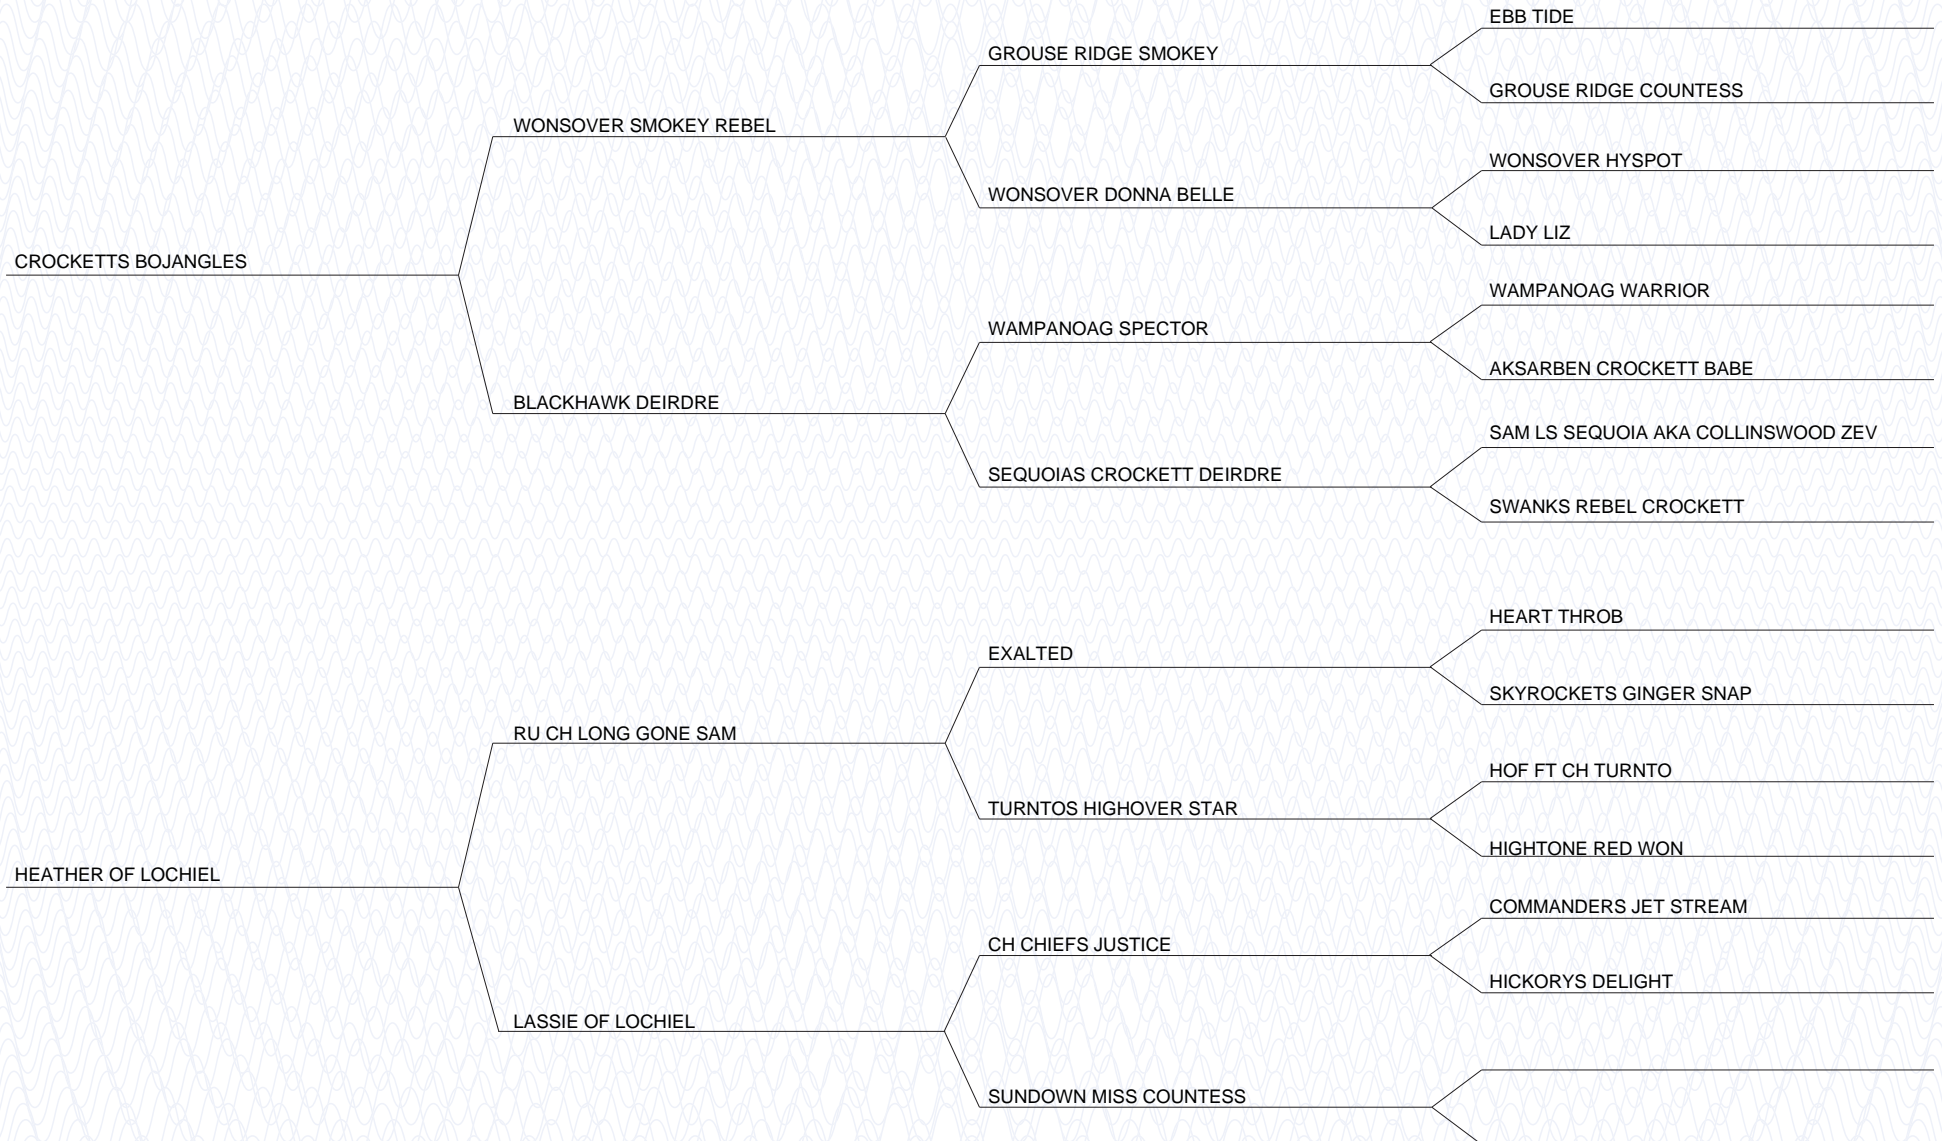 EBB TIDE
GROUSE RIDGE SMOKEY
GROUSE RIDGE COUNTESS
WONSOVER SMOKEY REBEL
WONSOVER HYSPOT
WONSOVER DONNA BELLE
LADY LIZ
CROCKETTS BOJANGLES
WAMPANOAG WARRIOR
WAMPANOAG SPECTOR
AKSARBEN CROCKETT BABE
BLACKHAWK DEIRDRE
SAM LS SEQUOIA AKA COLLINSWOOD ZEV
SEQUOIAS CROCKETT DEIRDRE
SWANKS REBEL CROCKETT
HEART THROB
EXALTED
SKYROCKETS GINGER SNAP
RU CH LONG GONE SAM
HOF FT CH TURNTO
TURNTOS HIGHOVER STAR
HIGHTONE RED WON
HEATHER OF LOCHIEL
COMMANDERS JET STREAM
CH CHIEFS JUSTICE
HICKORYS DELIGHT
LASSIE OF LOCHIEL
SUNDOWN MISS COUNTESS